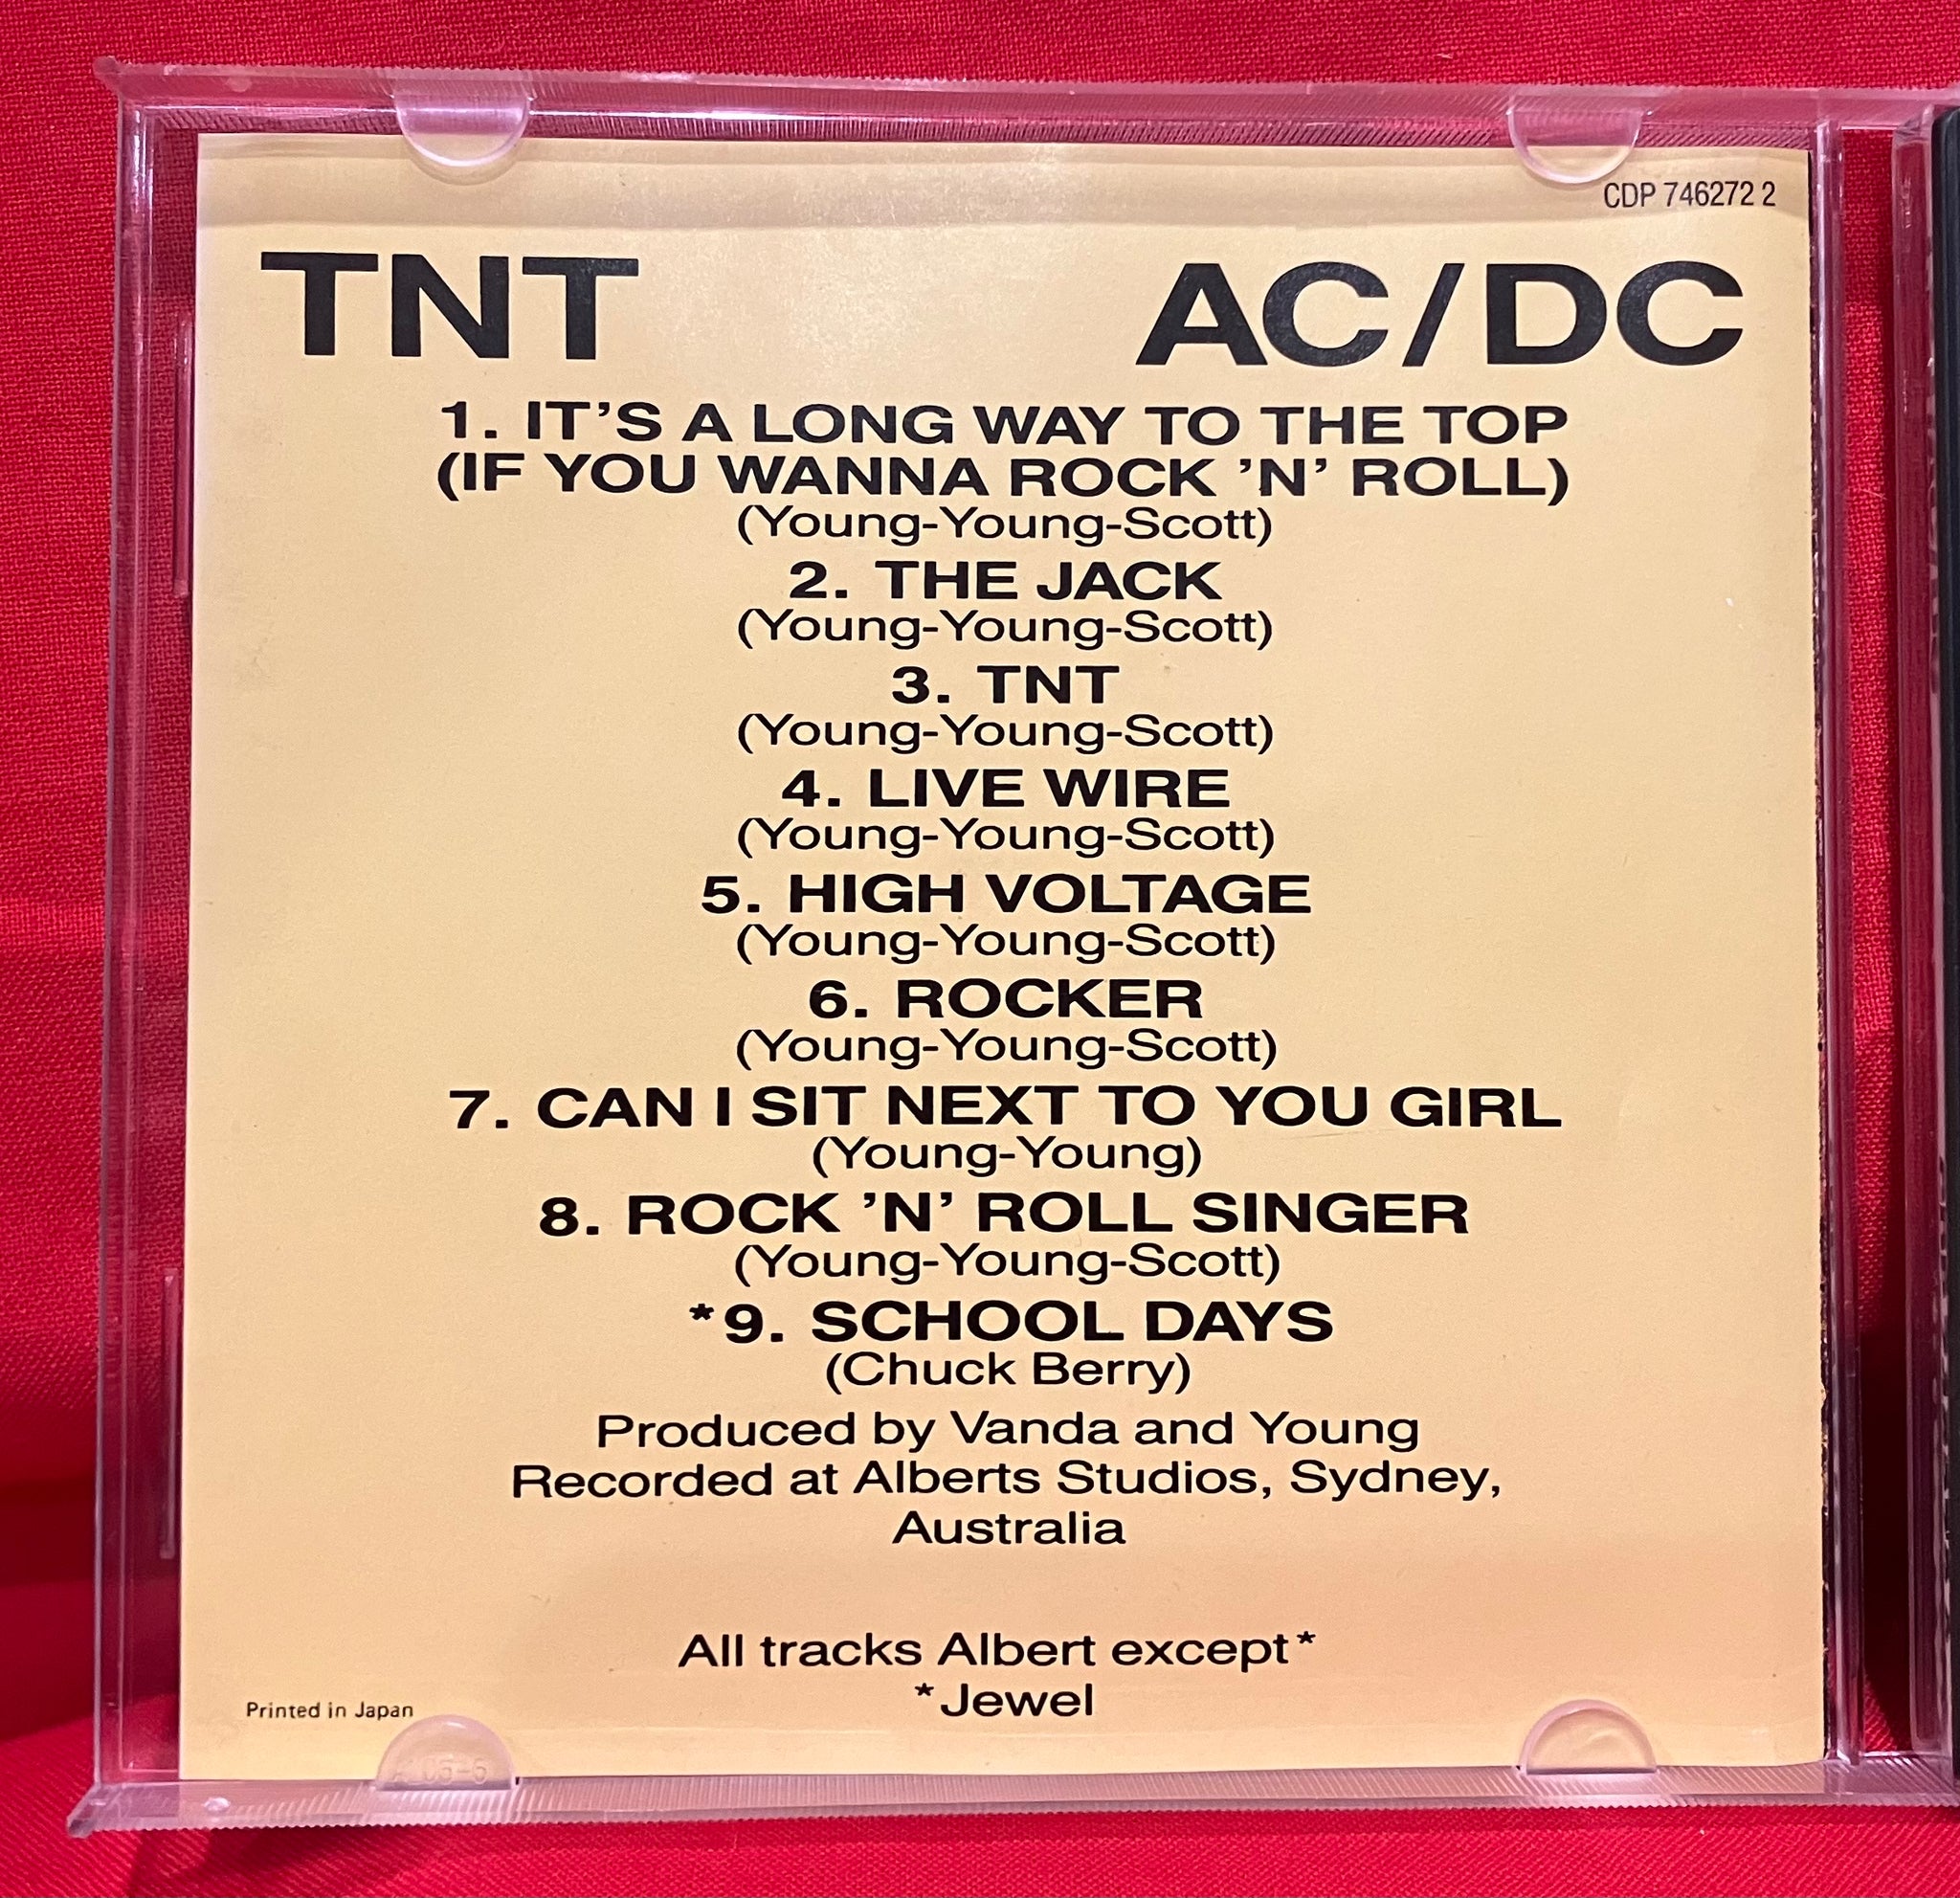 CDP 746272 2
TNT AC/DC
1. IT’S A LONG WAY TO THE TOP
(IF YOU WANNA ROCK ’N’ ROLL)
(Young-Young-Scott)
2. THE JACK
(Young-Young-Scott)
3. TNT
(Young-Young-Scott)
4. LIVE WIRE
(Young-Young-Scott)
5. HIGH VOLTAGE
(Young-Young-Scott)
6. ROCKER
(Young-Young-Scott)
7. CAN I SIT NEXT TO YOU GIRL
(Young-Young)
8. ROCK ’N’ ROLL SINGER
(Young-Young-Scott)
*9. SCHOOL DAYS
(Chuck Berry)
Produced by Vanda and Young
Recorded at Alberts Studios, Sydney,
Australia
All tracks Albert except*
*Jewel
Printed in Japan